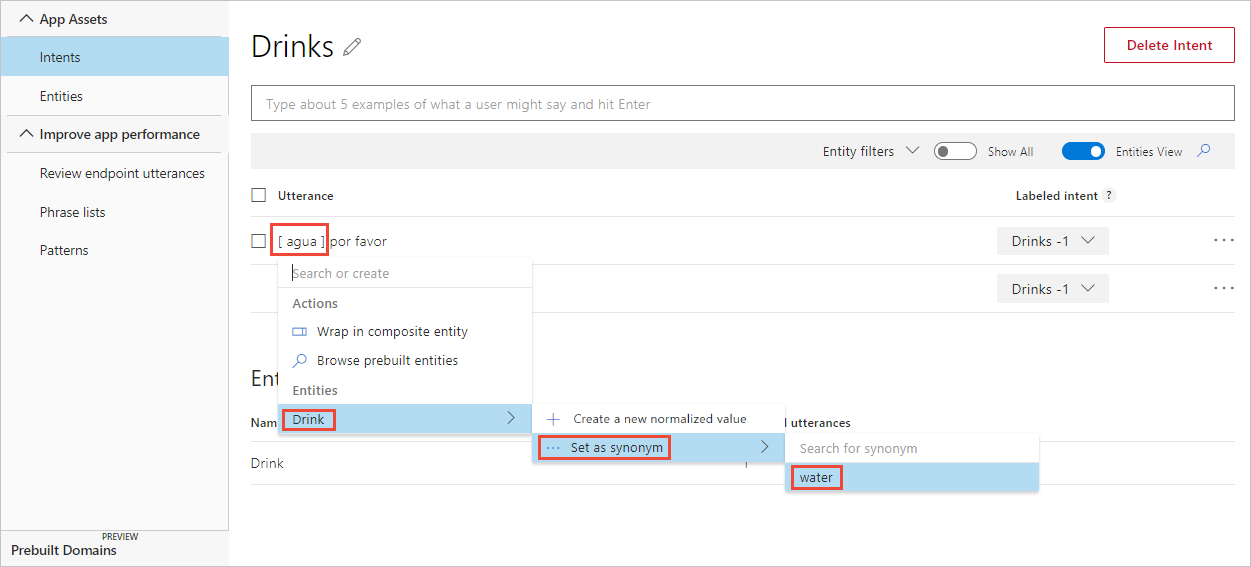 App Assets
Intents
Entities
Improve app performance
Review endpoint utterances
Phrase lists
Patterns
PREVIEW
Prebuilt Domains
Drinks
Delete Intent
Type about 5 examples of what a user might say and hit Enter
Entity filters Show All Entities View
Utterance Labeled intent ?
[ agua ] por favor Drinks -1 ···
Search or create
Actions
Drinks -1 ···
Wrap in composite entity
Browse prebuilt entities
Ent
Entities
Nam Drink Create a new normalized value d utterances
··· Set as synonym Search for synonym
Drink
water